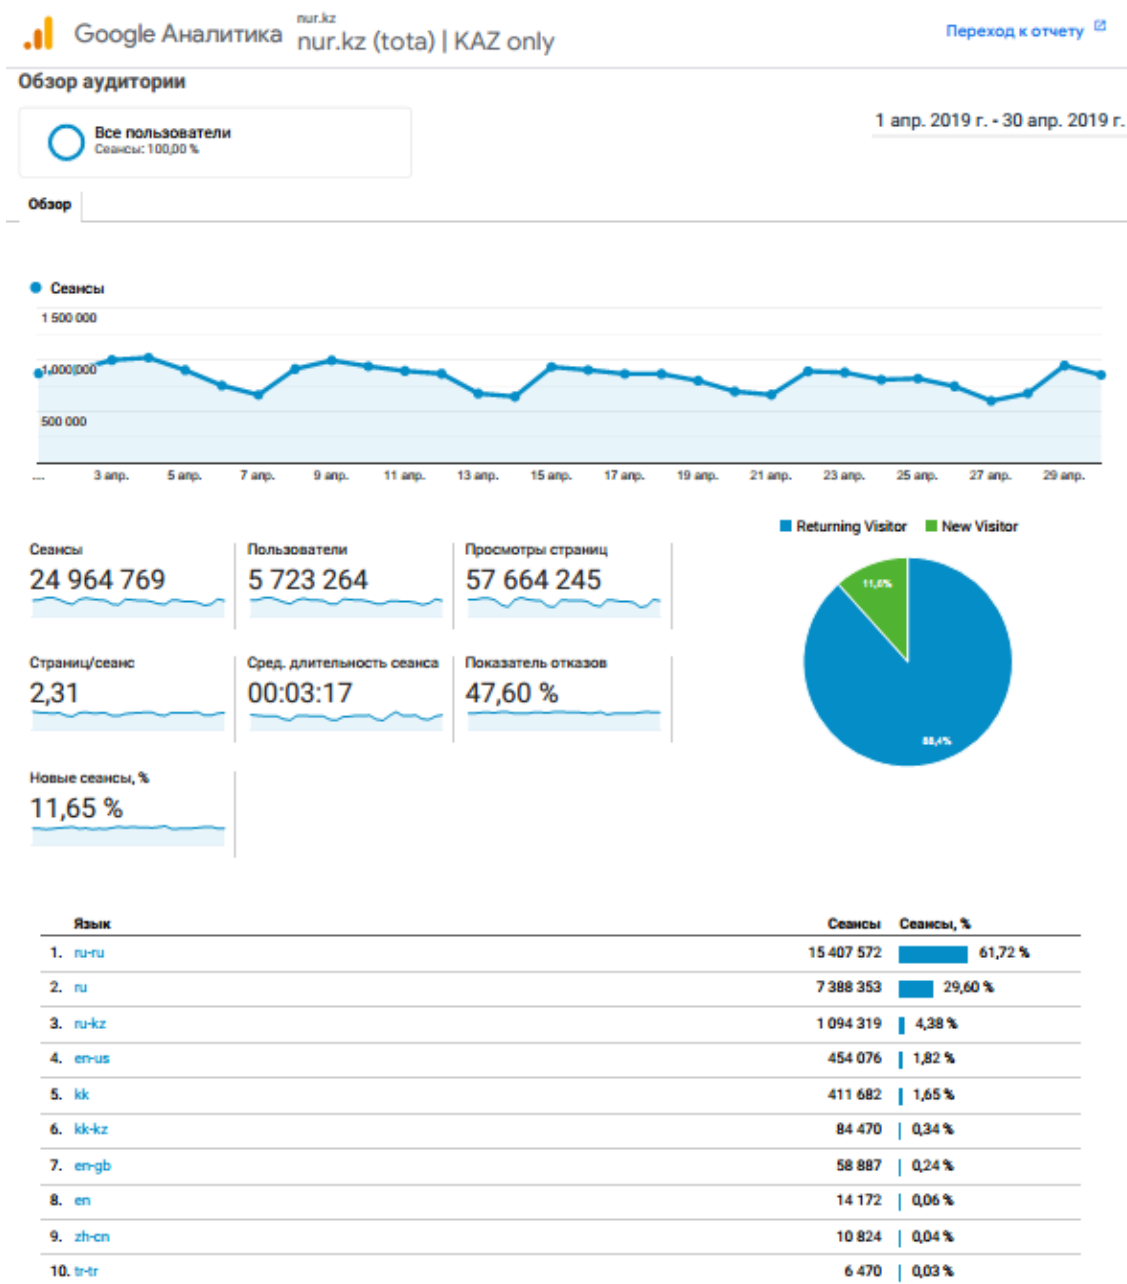 nur.kz
Google Аналитика nur.kz (tota) | KAZ only
Переход к отчету
Обзор аудитории
Все пользователи
Сеансы: 100,00 %
1 апр. 2019 г. - 30 апр. 2019 г.
Обзор
Сеансы
1 500 000
1 000 000
500 000
.... 3 апр. 5 апр. 7 апр. 9 апр. 11 апр. 13 апр. 15 апр. 17 апр. 19 апр. 21 апр. 23 апр. 25 апр. 27 апр. 29 апр.
Returning Visitor New Visitor
Сеансы Пользователи Просмотры страниц
24 964 769 5 723 264 57 664 245
11,6%
Страниц/сеанс Сред. длительность сеанса Показатель отказов
2,31 00:03:17 47,60 %
88,4%
Новые сеансы, %
11,65 %
Язык Сеансы Сеансы, %
1. ru-ru 15 407 572 61,72 %
2. ru 7 388 353 29,60 %
3. ru-kz 1 094 319 4,38 %
4. en-us 454 076 1,82 %
5. kk 411 682 1,65 %
6. kk-kz 84 470 0,34 %
7. en-gb 58 887 0,24 %
8. en 14 172 0,06 %
9. zh-cn 10 824 0,04 %
10. tr-tr 6 470 0,03 %